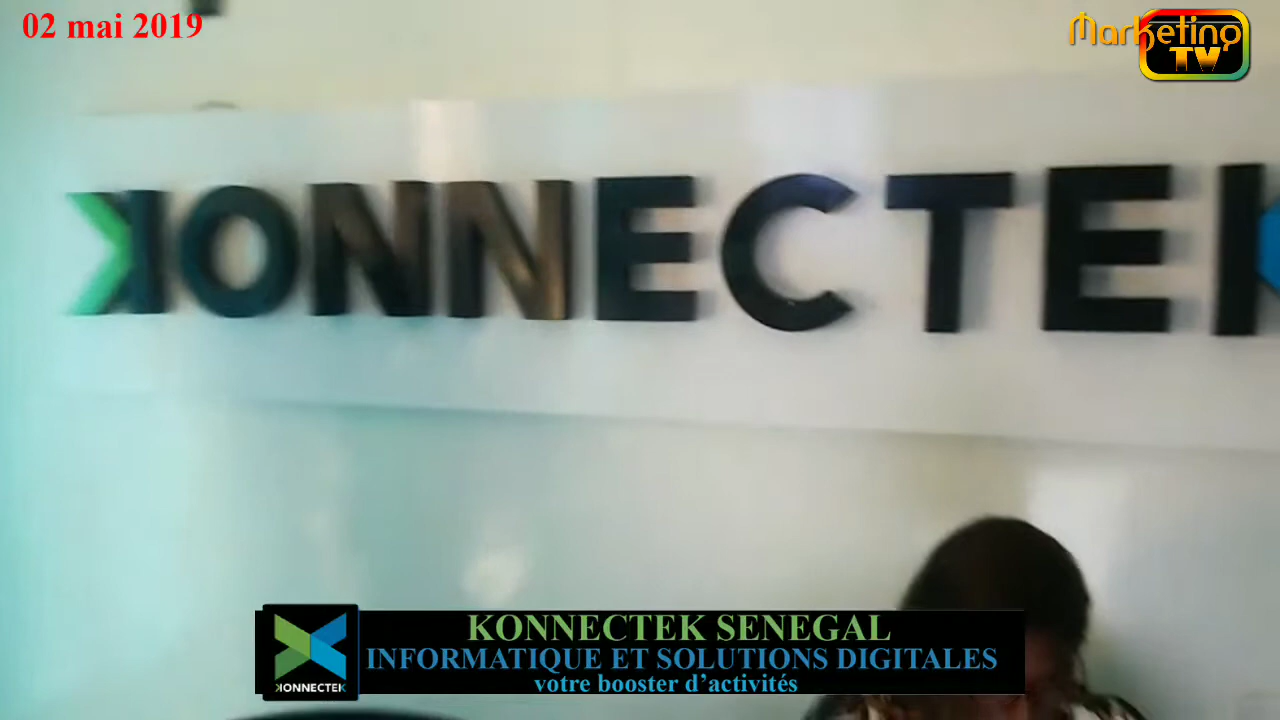 02 mai 2019
Marketing
TV
KONNECTEK
KONNECTEK SENEGAL
INFORMATIQUE ET SOLUTIONS DIGITALES
votre booster d'activités
KONNECTEK